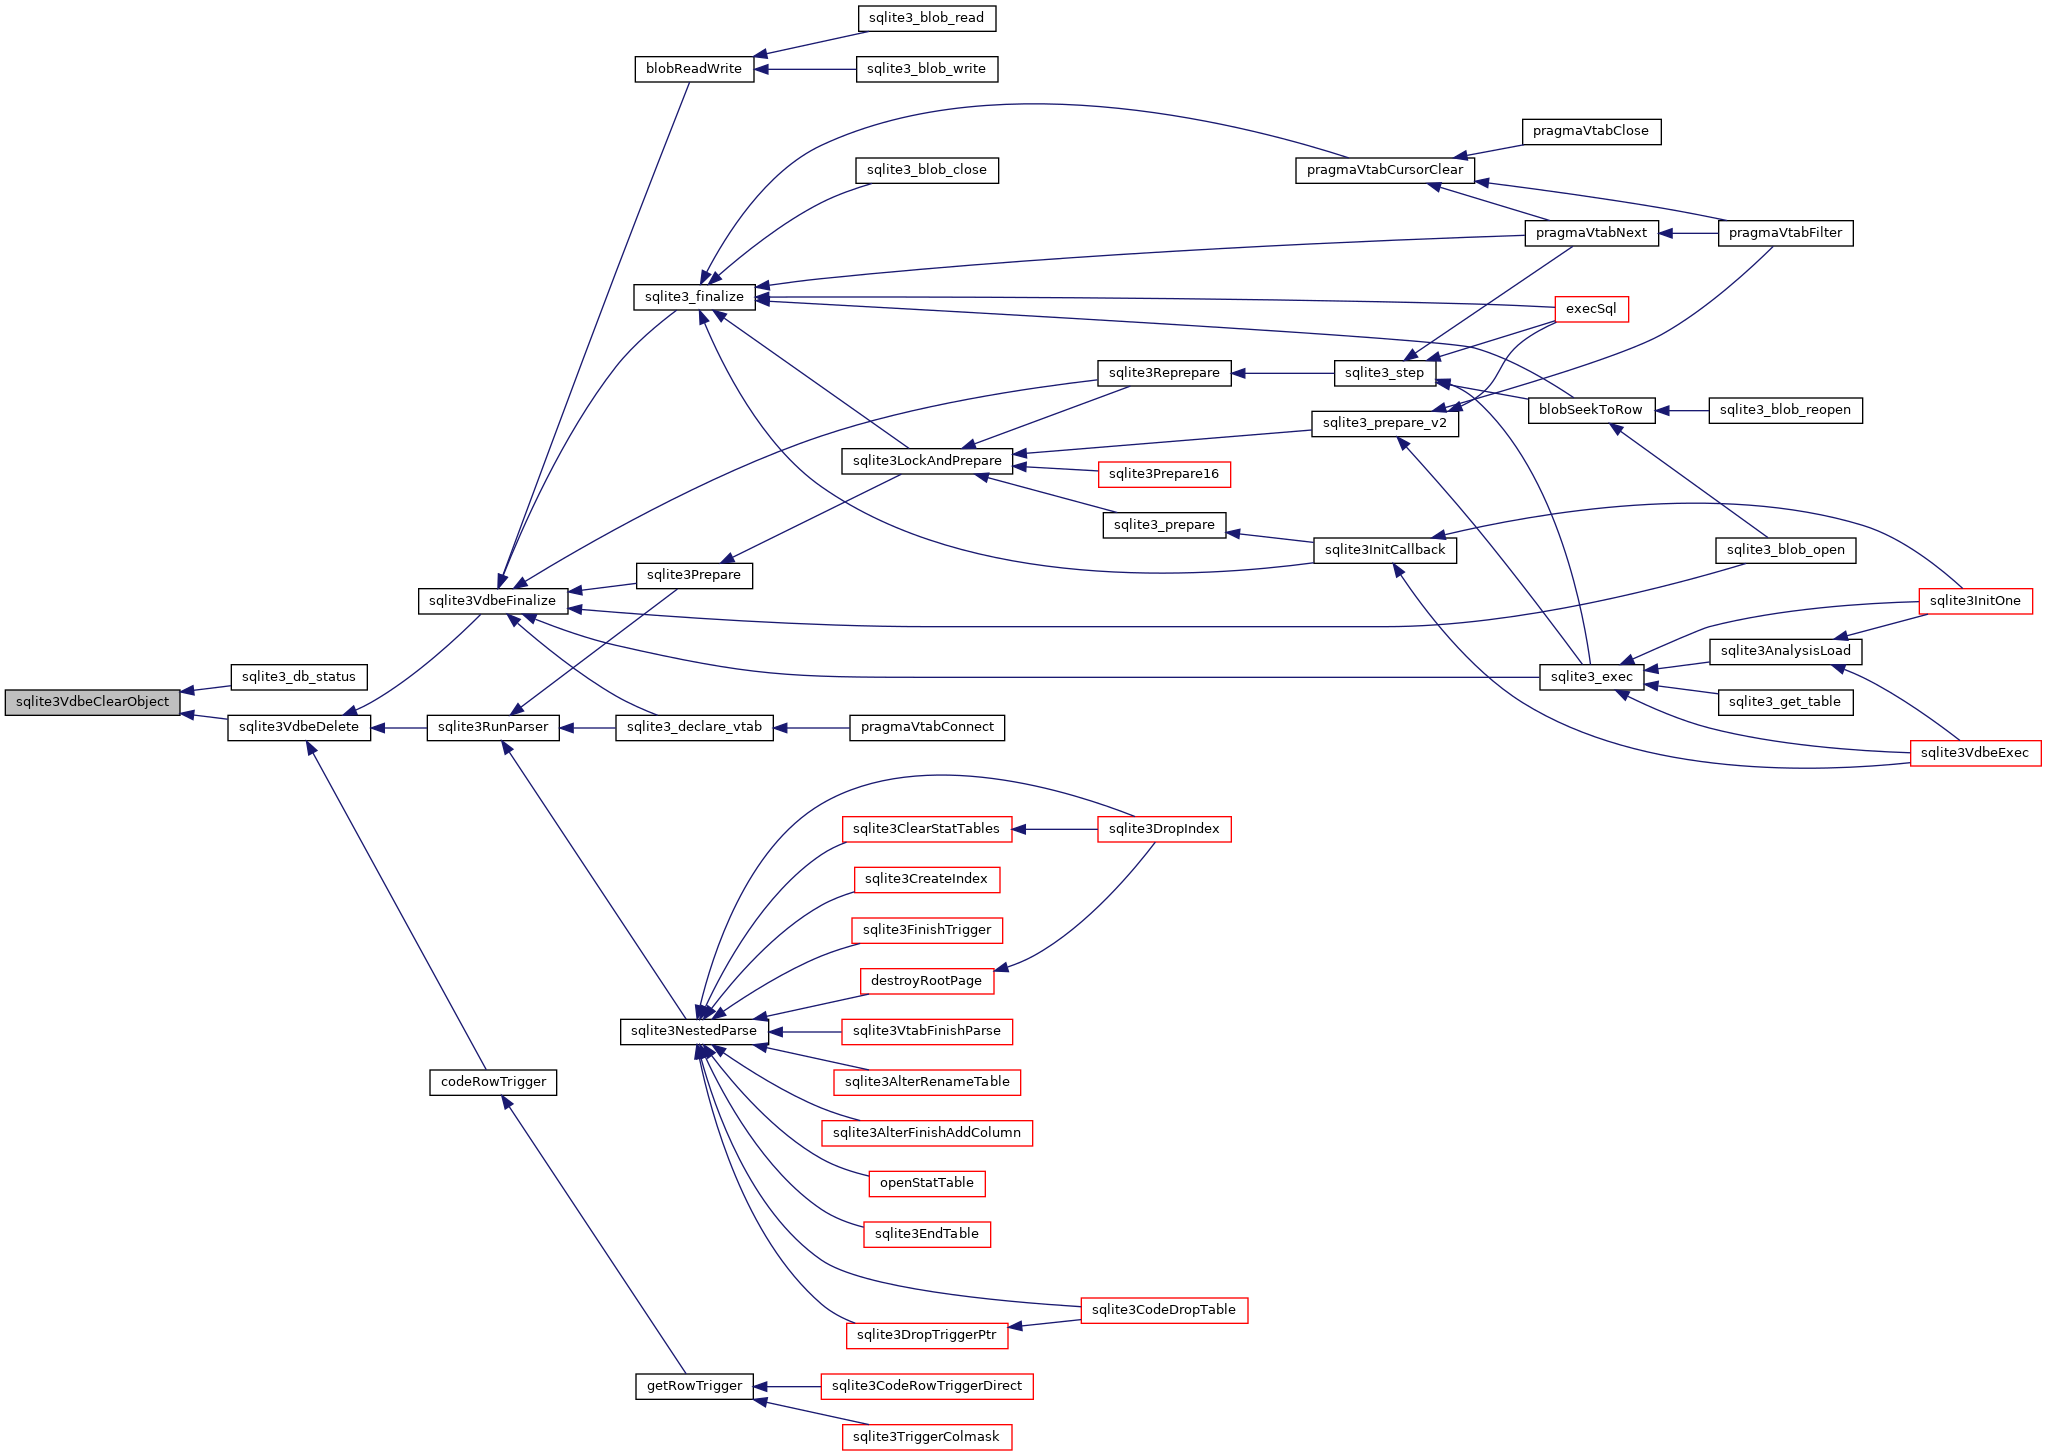 sqlite3_blob_read
blobReadWrite
sqlite3_blob_write
pragmaVtabClose
sqlite3_blob_close
pragmaVtabCursorClear
pragmaVtabNext
pragmaVtabFilter
sqlite3_finalize
execSql
sqlite3Reprepare
sqlite3_step
blobSeekToRow
sqlite3_blob_reopen
sqlite3_prepare_v2
sqlite3LockAndPrepare
sqlite3Prepare16
sqlite3_prepare
sqlite3InitCallback
sqlite3_blob_open
sqlite3Prepare
sqlite3VdbeFinalize
sqlite3InitOne
sqlite3AnalysisLoad
sqlite3_db_status
sqlite3_exec
sqlite3VdbeClearObject
sqlite3_get_table
sqlite3VdbeDelete
sqlite3RunParser
sqlite3_declare_vtab
pragmaVtabConnect
sqlite3VdbeExec
sqlite3ClearStatTables
sqlite3DropIndex
sqlite3CreateIndex
sqlite3FinishTrigger
destroyRootPage
sqlite3NestedParse
sqlite3VtabFinishParse
codeRowTrigger
sqlite3AlterRenameTable
sqlite3AlterFinishAddColumn
openStatTable
sqlite3EndTable
sqlite3CodeDropTable
sqlite3DropTriggerPtr
getRowTrigger
sqlite3CodeRowTriggerDirect
sqlite3TriggerColmask